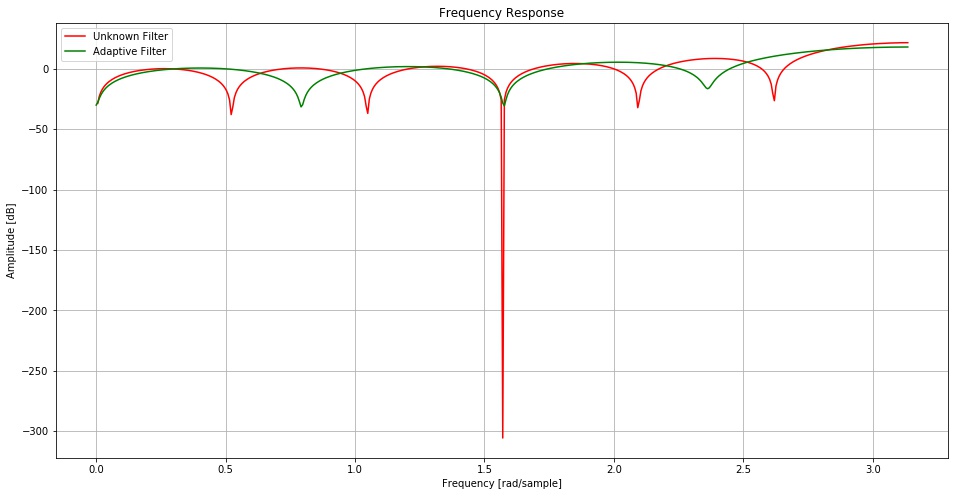 Frequency Response
Unknown Filter
Adaptive Filter
Amplitude [dB]
0
−50
−100
−150
−200
−250
−300
0.0 0.5 1.0 1.5 2.0 2.5 3.0
Frequency [rad/sample]